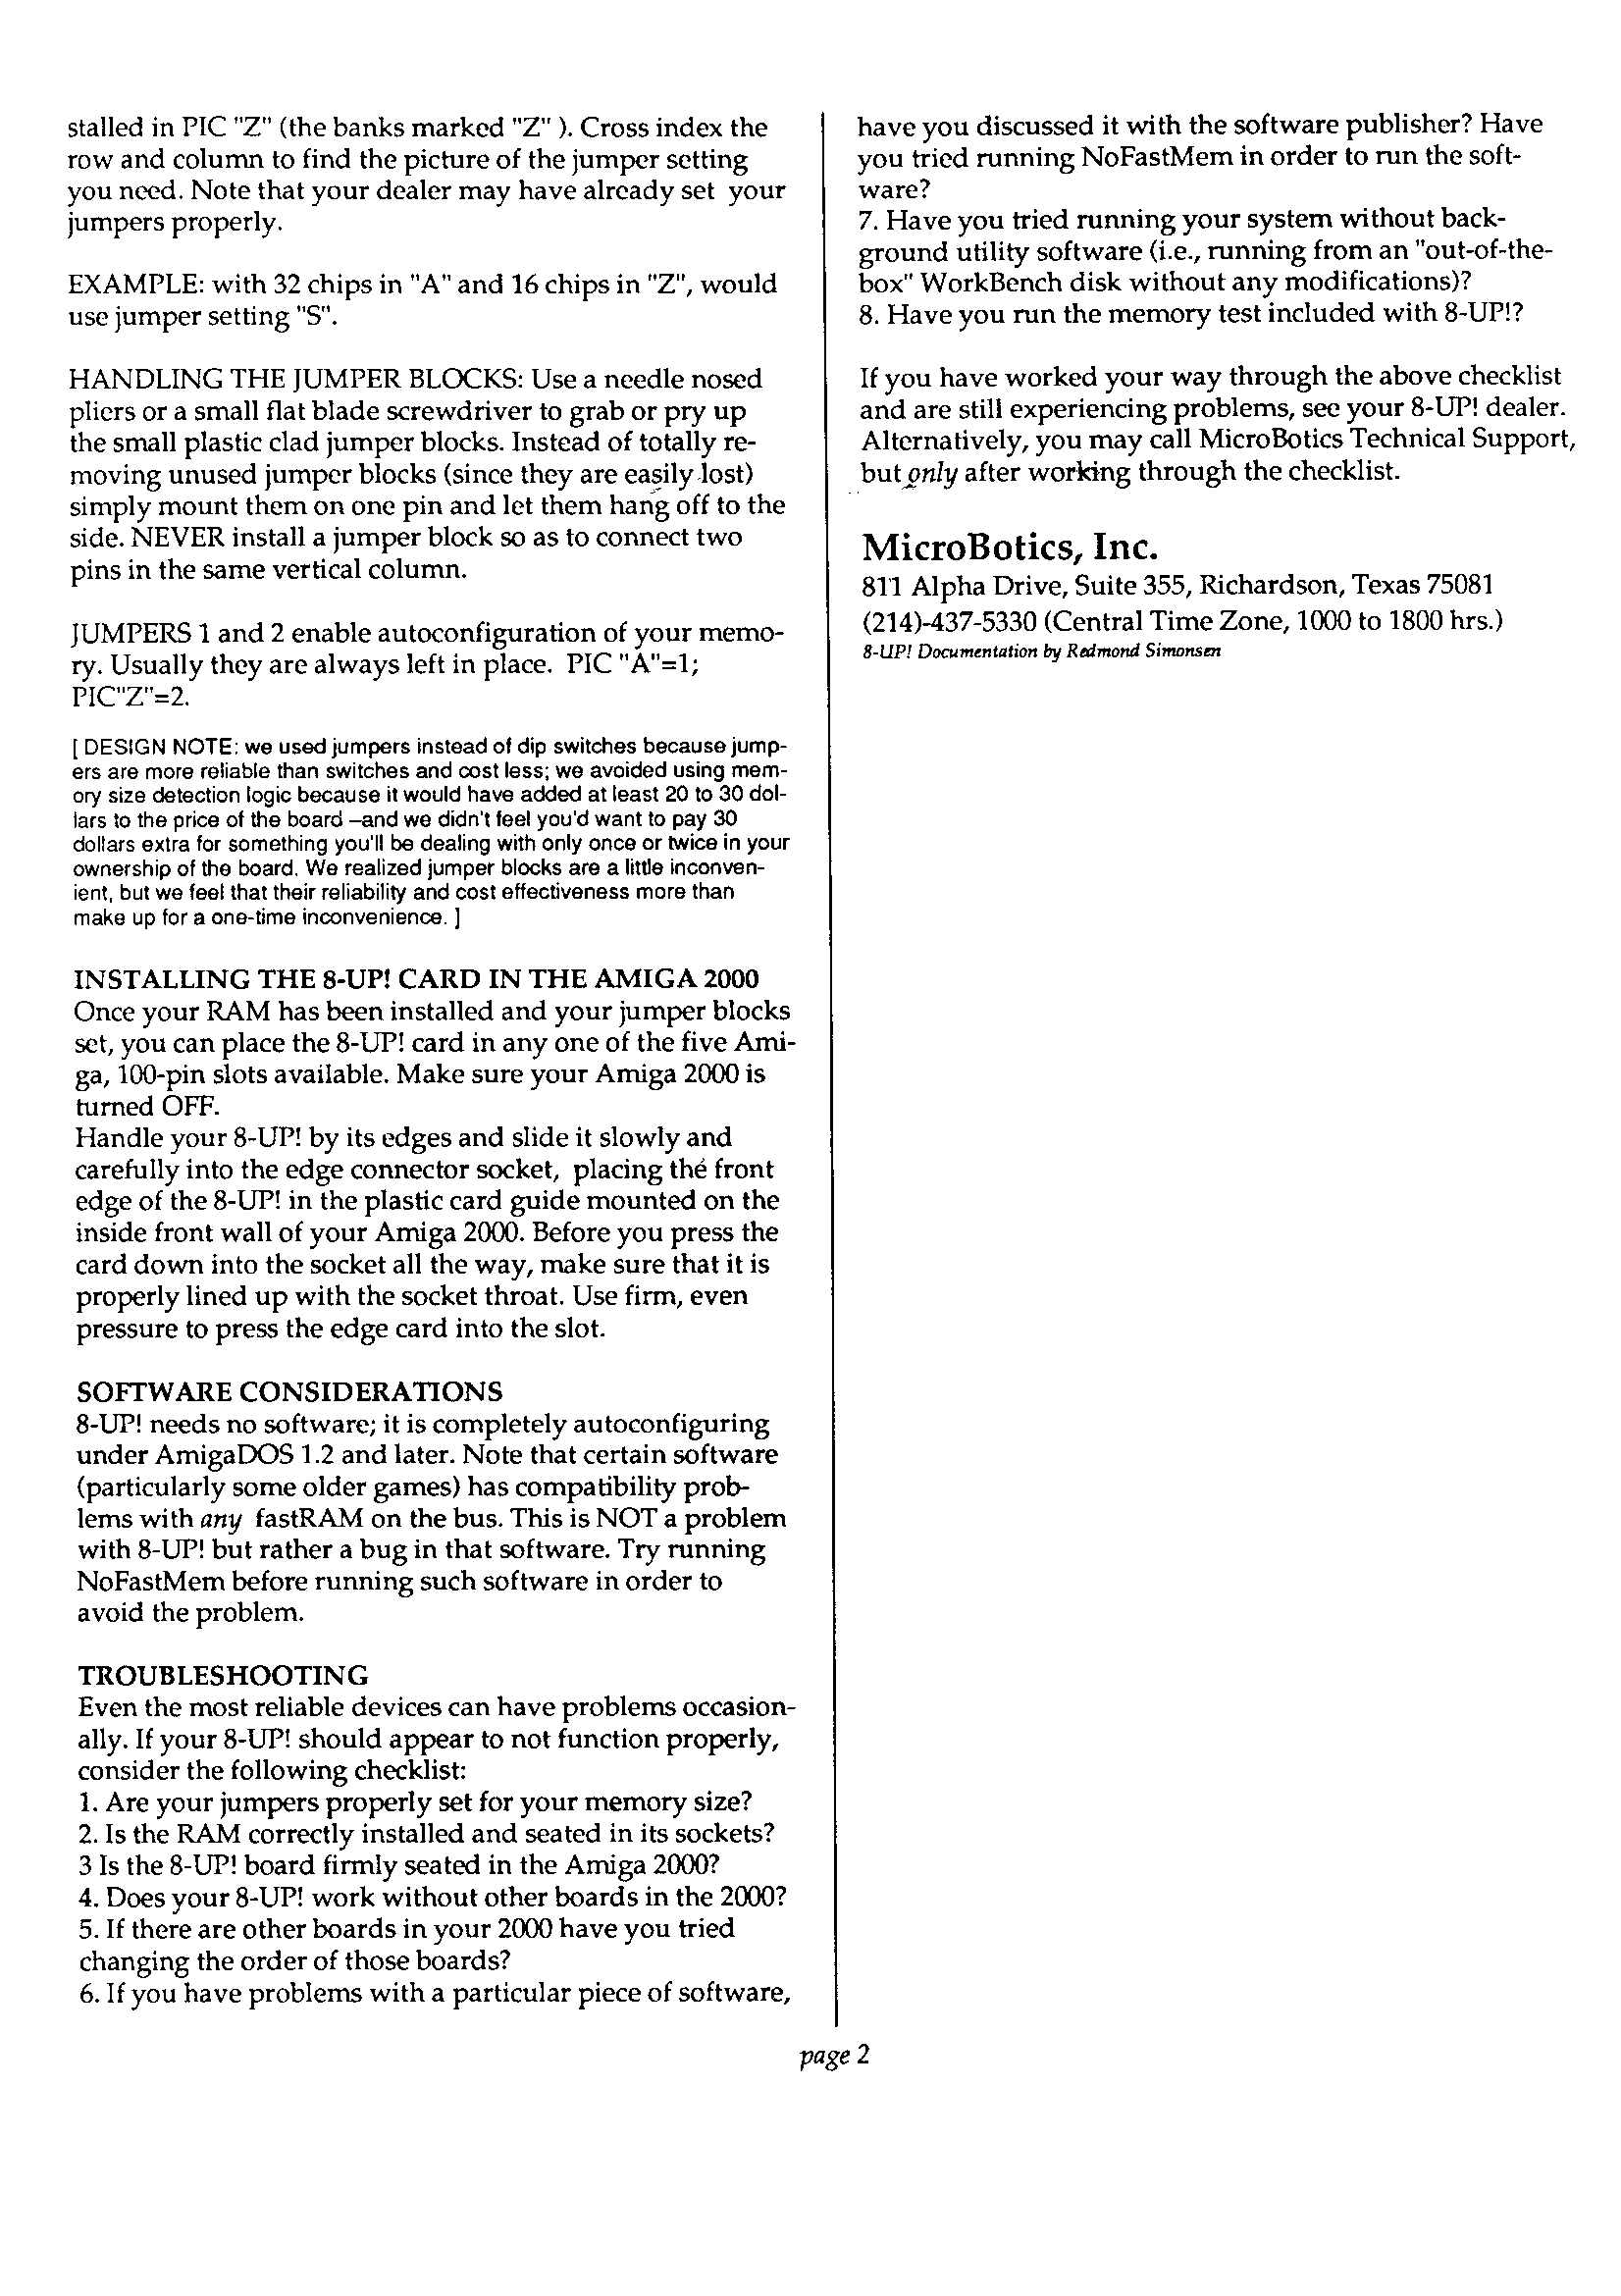 stalled in PIC "Z" (the banks marked "Z" ). Cross index the
row and column to find the picture of the jumper setting
you need. Note that your dealer may have already set your
jumpers properly.
EXAMPLE: with 32 chips in "A" and 16 chips in "Z", would
use jumper setting "S".
HANDLING THE JUMPER BLOCKS: Use a needle nosed
pliers or a small flat blade screwdriver to grab or pry up
the small plastic clad jumper blocks. Instead of totally re-
moving unused jumper blocks (since they are easily lost)
simply mount them on one pin and let them hang off to the
side. NEVER install a jumper block so as to connect two
pins in the same vertical column.
JUMPERS 1 and 2 enable autoconfiguration of your memo-
ry. Usually they are always left in place. PIC "A"=1;
PIC"Z"=2.
[ DESIGN NOTE: we used jumpers instead of dip switches because jump-
ers are more reliable than switches and cost less; we avoided using mem-
ory size detection logic because it would have added at least 20 to 30 dol-
lars to the price of the board –and we didn't feel you'd want to pay 30
dollars extra for something you'll be dealing with only once or twice in your
ownership of the board. We realized jumper blocks are a little inconven-
ient, but we feel that their reliability and cost effectiveness more than
make up for a one-time inconvenience. ]
INSTALLING THE 8-UP! CARD IN THE AMIGA 2000
Once your RAM has been installed and your jumper blocks
set, you can place the 8-UP! card in any one of the five Ami-
ga, 100-pin slots available. Make sure your Amiga 2000 is
turned OFF.
Handle your 8-UP! by its edges and slide it slowly and
carefully into the edge connector socket, placing the front
edge of the 8-UP! in the plastic card guide mounted on the
inside front wall of your Amiga 2000. Before you press the
card down into the socket all the way, make sure that it is
properly lined up with the socket throat. Use firm, even
pressure to press the edge card into the slot.
SOFTWARE CONSIDERATIONS
8-UP! needs no software; it is completely autoconfiguring
under AmigaDOS 1.2 and later. Note that certain software
(particularly some older games) has compatibility prob-
lems with any fastRAM on the bus. This is NOT a problem
with 8-UP! but rather a bug in that software. Try running
NoFastMem before running such software in order to
avoid the problem.
TROUBLESHOOTING
Even the most reliable devices can have problems occasion-
ally. If your 8-UP! should appear to not function properly,
consider the following checklist:
1. Are your jumpers properly set for your memory size?
2. Is the RAM correctly installed and seated in its sockets?
3 Is the 8-UP! board firmly seated in the Amiga 2000?
4. Does your 8-UP! work without other boards in the 2000?
5. If there are other boards in your 2000 have you tried
changing the order of those boards?
6. If you have problems with a particular piece of software,
have you discussed it with the software publisher? Have
you tried running NoFastMem in order to run the soft-
ware?
7. Have you tried running your system without back-
ground utility software (i.e., running from an "out-of-the-
box" WorkBench disk without any modifications)?
8. Have you run the memory test included with 8-UP!?
If you have worked your way through the above checklist
and are still experiencing problems, see your 8-UP! dealer.
Alternatively, you may call MicroBotics Technical Support,
but only after working through the checklist.
MicroBotics, Inc.
811 Alpha Drive, Suite 355, Richardson, Texas 75081
(214)-437-5330 (Central Time Zone, 1000 to 1800 hrs.)
8-UP! Documentation by Redmond Simonsen
page 2